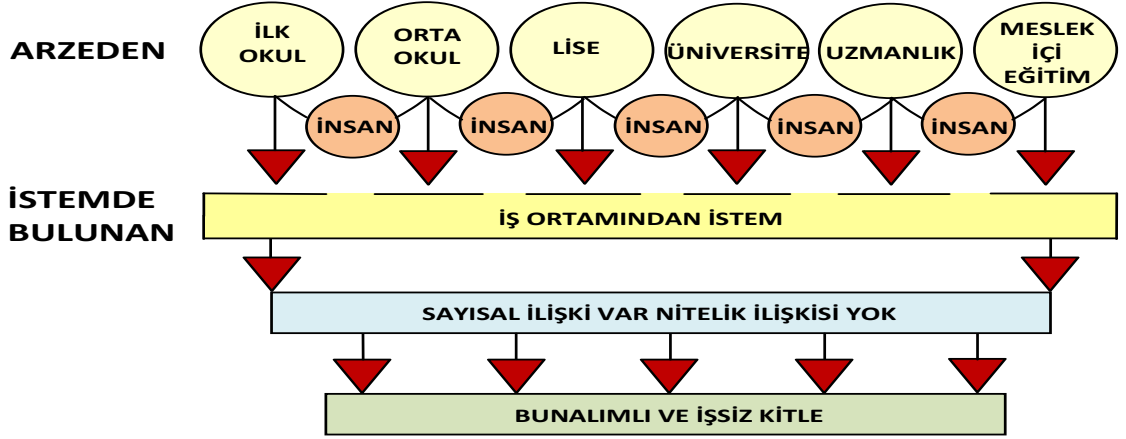 ARZEDEN
İLK
OKUL
ORTA
OKUL
LİSE
ÜNİVERSİTE
UZMANLIK
MESLEK
İÇİ
EĞİTİM
İNSAN
İNSAN
İNSAN
İNSAN
İNSAN
İSTEMDE
BULUNAN
İŞ ORTAMINDAN İSTEM
SAYISAL İLİŞKİ VAR NİTELİK İLİŞKİSİ YOK
BUNALIMLI VE İŞSİZ KİTLE